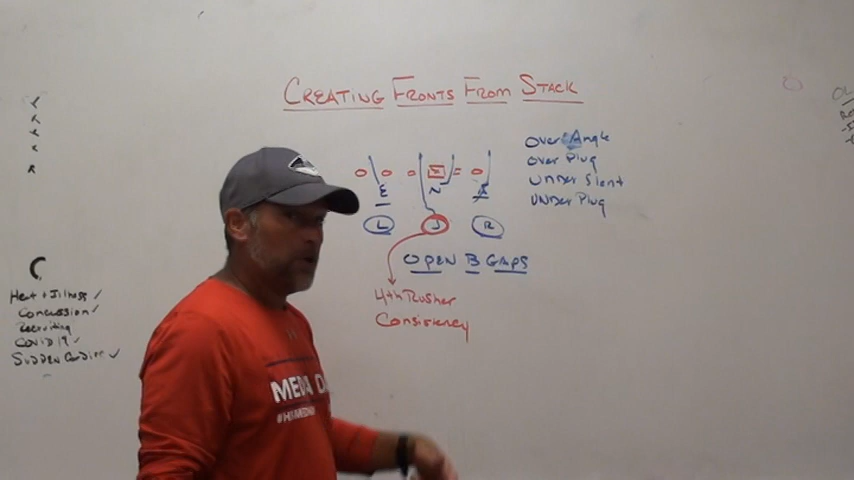 CREATING FRONTS FROM STACK
Over Angle
Over Plug
Under Slant
UNDER Plug
E N
L J R
OPEN B GAPS
4th Rusher
Consistency
R
Heat + Illness ✓
Concussion ✓
Recruiting
COVID 19 ✓
SUDDEN CARDIAC ✓
MEDIA